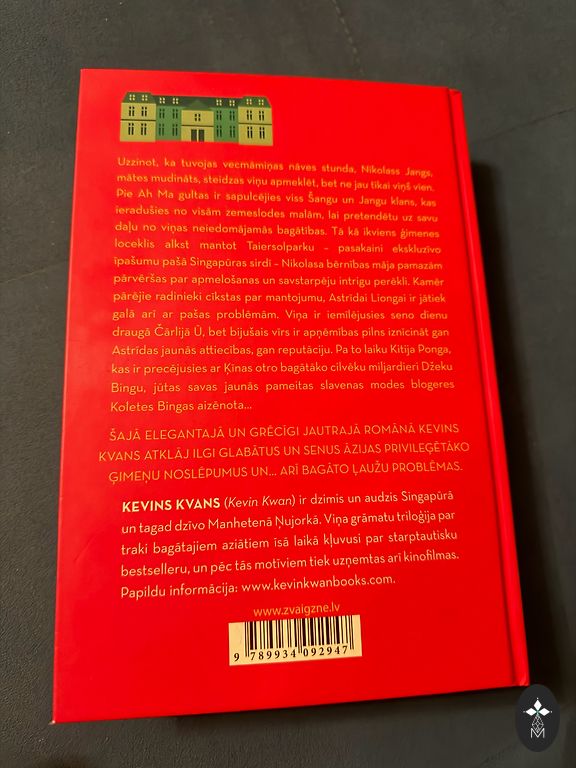 Uzzinot, ka tuvojas vecmāmiņas nāves stunda, Nikolass Jangs,
mātes mudināts, steidzas viņu apmeklēt, bet ne jau tikai viņš vien.
Pie Ah Ma gultas ir sapulcējies viss Šangu un Jangu klans, kas
ieradušies no visām zemeslodes malām, lai pretendētu uz savu
daļu no viņas neiedomājamās bagātības. Tā kā ikviens ģimenes
loceklis alkst mantot Taiersolparku – pasakaini ekskluzīvo
īpašumu pašā Singapūras sirdī – Nikolasa bērnības māja pamazām
pārvēršas par apmelošanas un savstarpēju intrigu perēkli. Kamēr
pārējie radinieki cīkstas par mantojumu, Astrīdai Liongai ir jātiek
galā arī ar pašas problēmām. Viņa ir iemīlējusies seno dienu
draugā Čārlijā Ū, bet bijušais vīrs ir apņēmības pilns iznīcināt gan
Astrīdas jaunās attiecības, gan reputāciju. Pa to laiku Kitija Ponga,
kas ir precējusies ar Ķīnas otro bagātāko cilvēku miljardieri Džeku
Bingu, jūtas savas jaunās pameitas slavenas modes blogeres
Koletes Bingas aizēnota...
ŠAJĀ ELEGANTAJĀ UN GRĒCĪGI JAUTRAJĀ ROMĀNĀ KEVINS
KVANS ATKLĀJ ILGI GLABĀTUS UN SENUS ĀZIJAS PRIVILEĢĒTĀKO
ĢIMEŅU NOSLĒPUMUS UN... ARĪ BAGĀTO ĻAUŽU PROBLĒMAS.
KEVINS KVANS (Kevin Kwan) ir dzimis un audzis Singapūrā
un tagad dzīvo Manhetenā Ņujorkā. Viņa grāmatu triloģija par
traki bagātajiem aziātiem īsā laikā kļuvusi par starptautisku
bestselleru, un pēc tās motīviem tiek uzņemtas arī kinofilmas.
Papildu informācija: www.kevinkwanbooks.com.
www.zvaigzne.lv
9 789934 092947
M